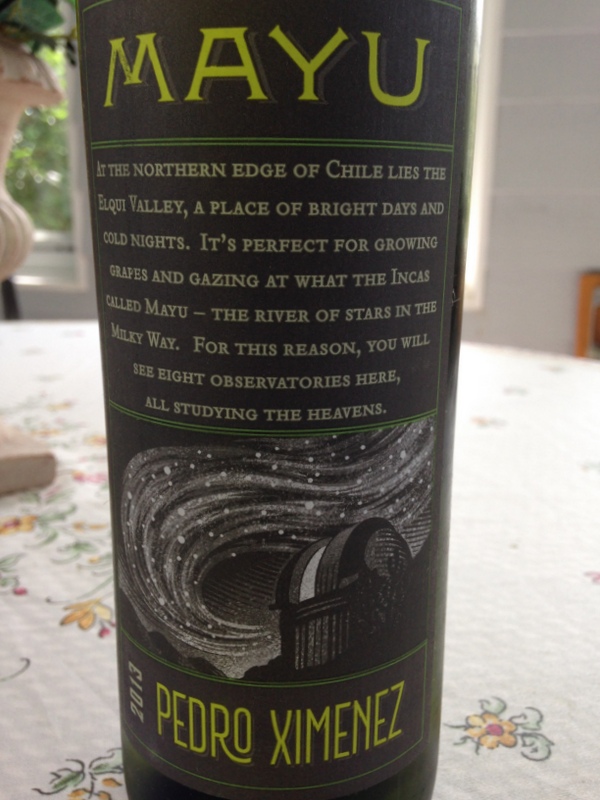 MAYU
At the northern edge of Chile lies the
Elqui Valley, a place of bright days and
cold nights. It's perfect for growing
grapes and gazing at what the Incas
called Mayu – the river of stars in the
Milky Way. For this reason, you will
see eight observatories here,
all studying the heavens.
2013
PEDRO XIMENEZ